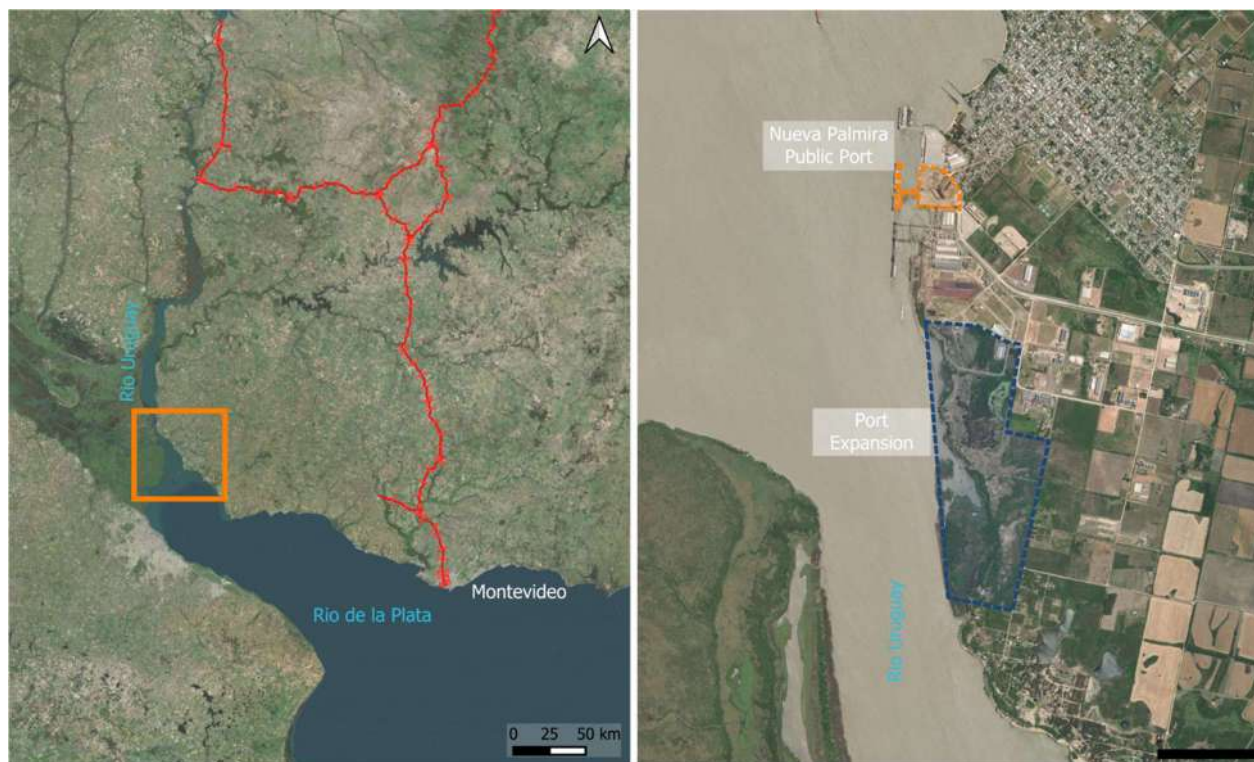 Rio Uruguay
Rio de la Plata
Montevideo
0 25 50 km
Nueva Palmira
Public Port
Port
Expansion
Rio Uruguay